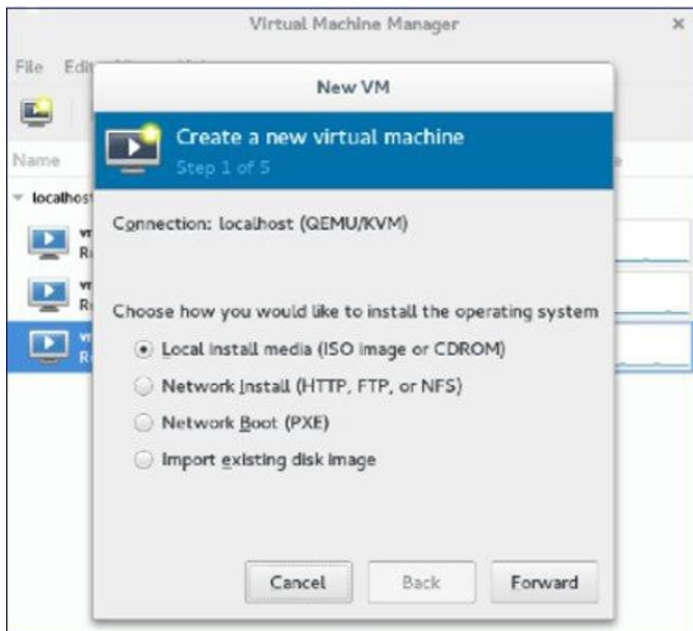 Virtual Machine Manager
File Edit
New VM
Create a new virtual machine
Step 1 of 5
Name
localhost
Connection: localhost (QEMU/KVM)
Choose how you would like to install the operating system
Local install media (ISO image or CDROM)
Network Install (HTTP, FTP, or NFS)
Network Boot (PXE)
Import existing disk image
Cancel Back Forward